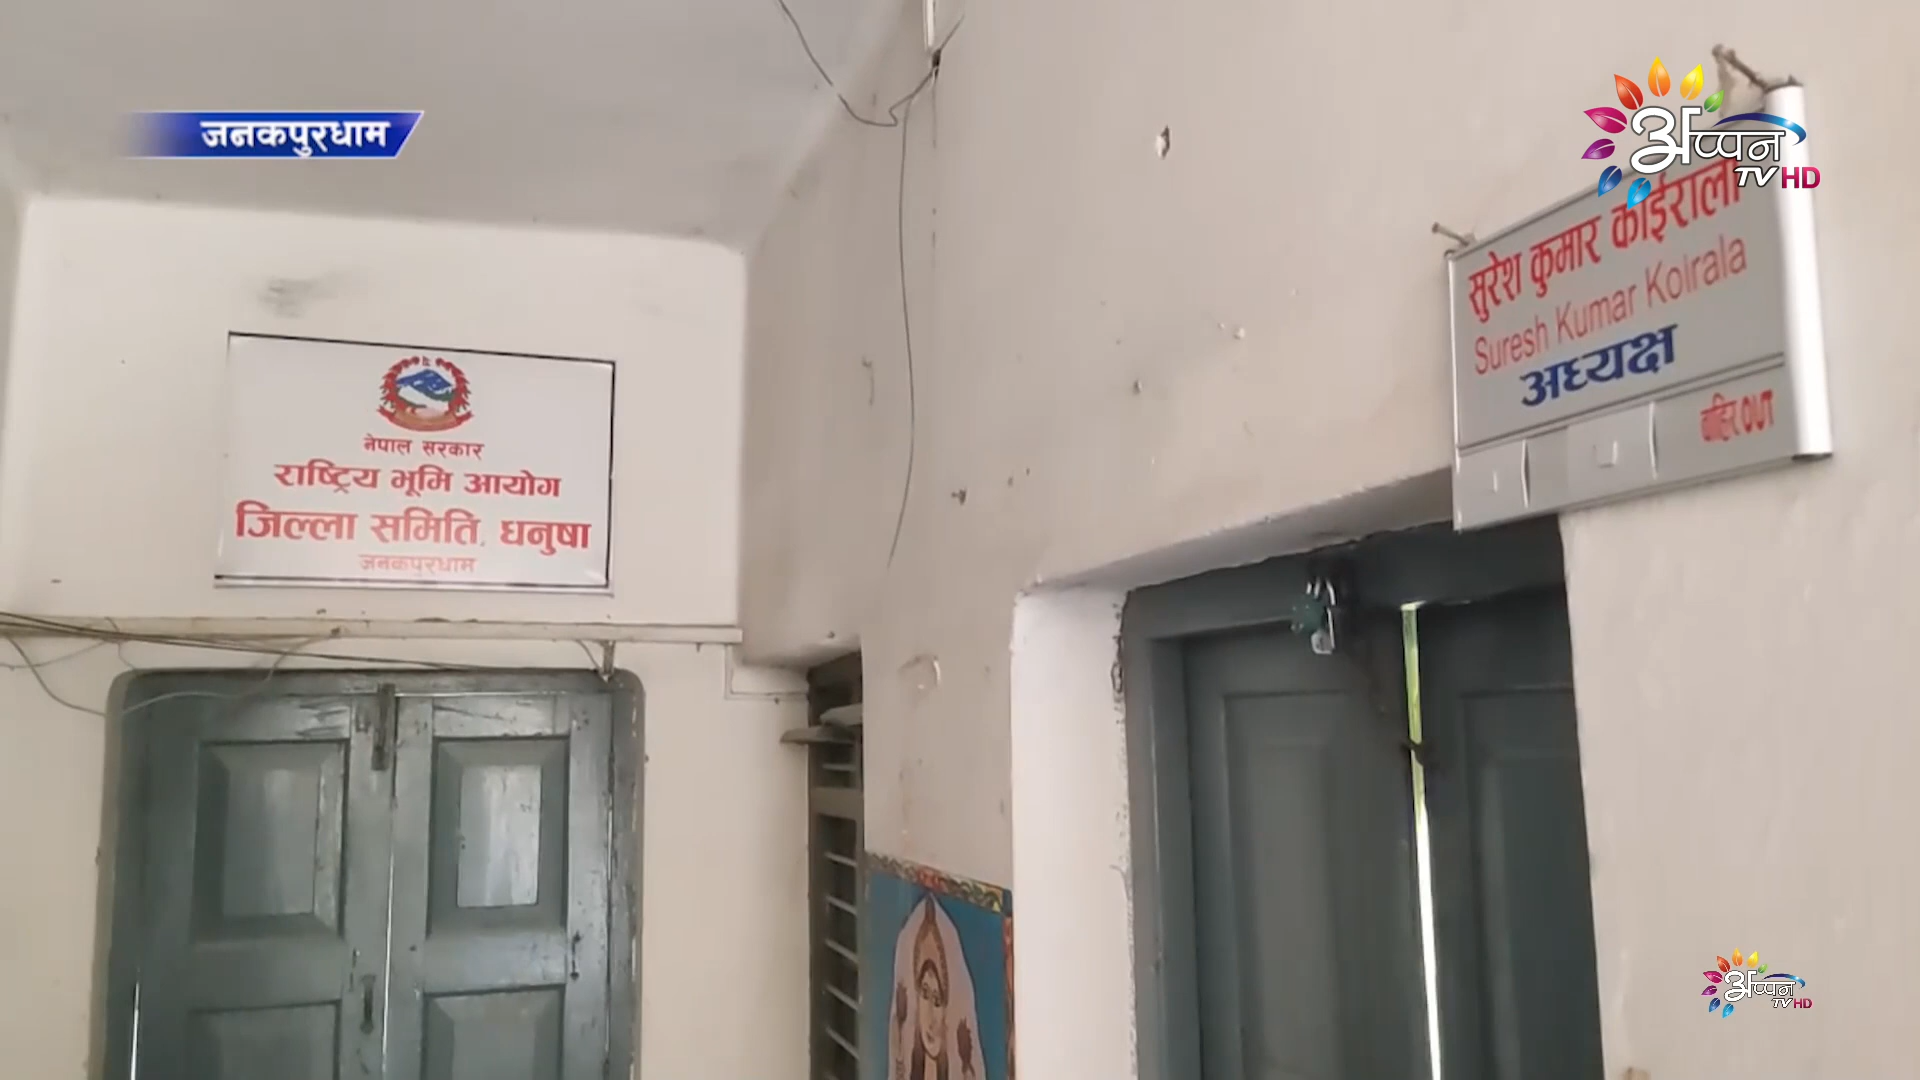 जनकपुरधाम
अप्पन
TV HD
नेपाल सरकार
राष्ट्रिय भूमि आयोग
जिल्ला समिति, धनुषा
जनकपुरधाम
सुरेश कुमार कोईराला
Suresh Kumar Koirala
अध्यक्ष
बाहिर OUT
अप्पन
TV HD